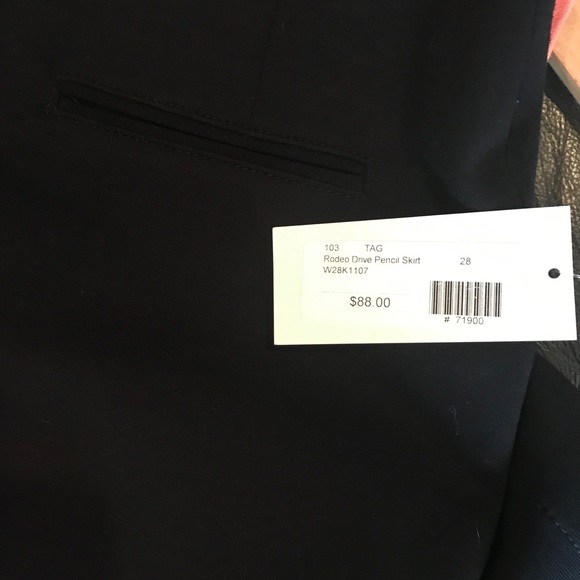 103 TAG
Rodeo Drive Pencil Skirt 28
W28K1107
$88.00
# 71900